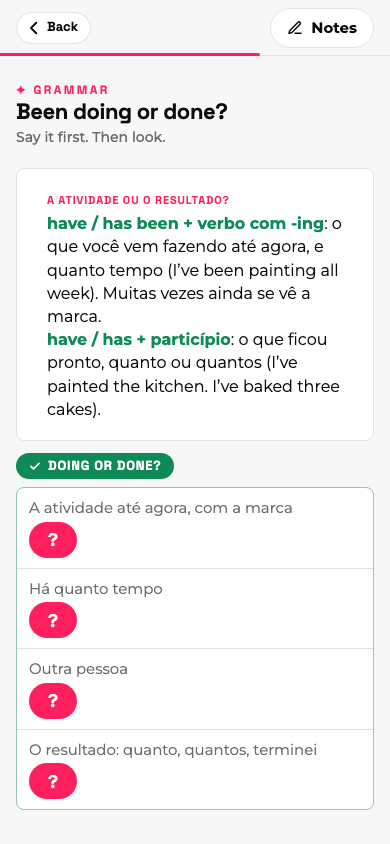 Back
Notes
GRAMMAR
Been doing or done?
Say it first. Then look.
A ATIVIDADE OU O RESULTADO?
have / has been + verbo com -ing: o
que você vem fazendo até agora, e
quanto tempo (I’ve been painting all
week). Muitas vezes ainda se vê a
marca.
have / has + particípio: o que ficou
pronto, quanto ou quantos (I’ve
painted the kitchen. I’ve baked three
cakes).
DOING OR DONE?
A atividade até agora, com a marca
?
Há quanto tempo
?
Outra pessoa
?
O resultado: quanto, quantos, terminei
?